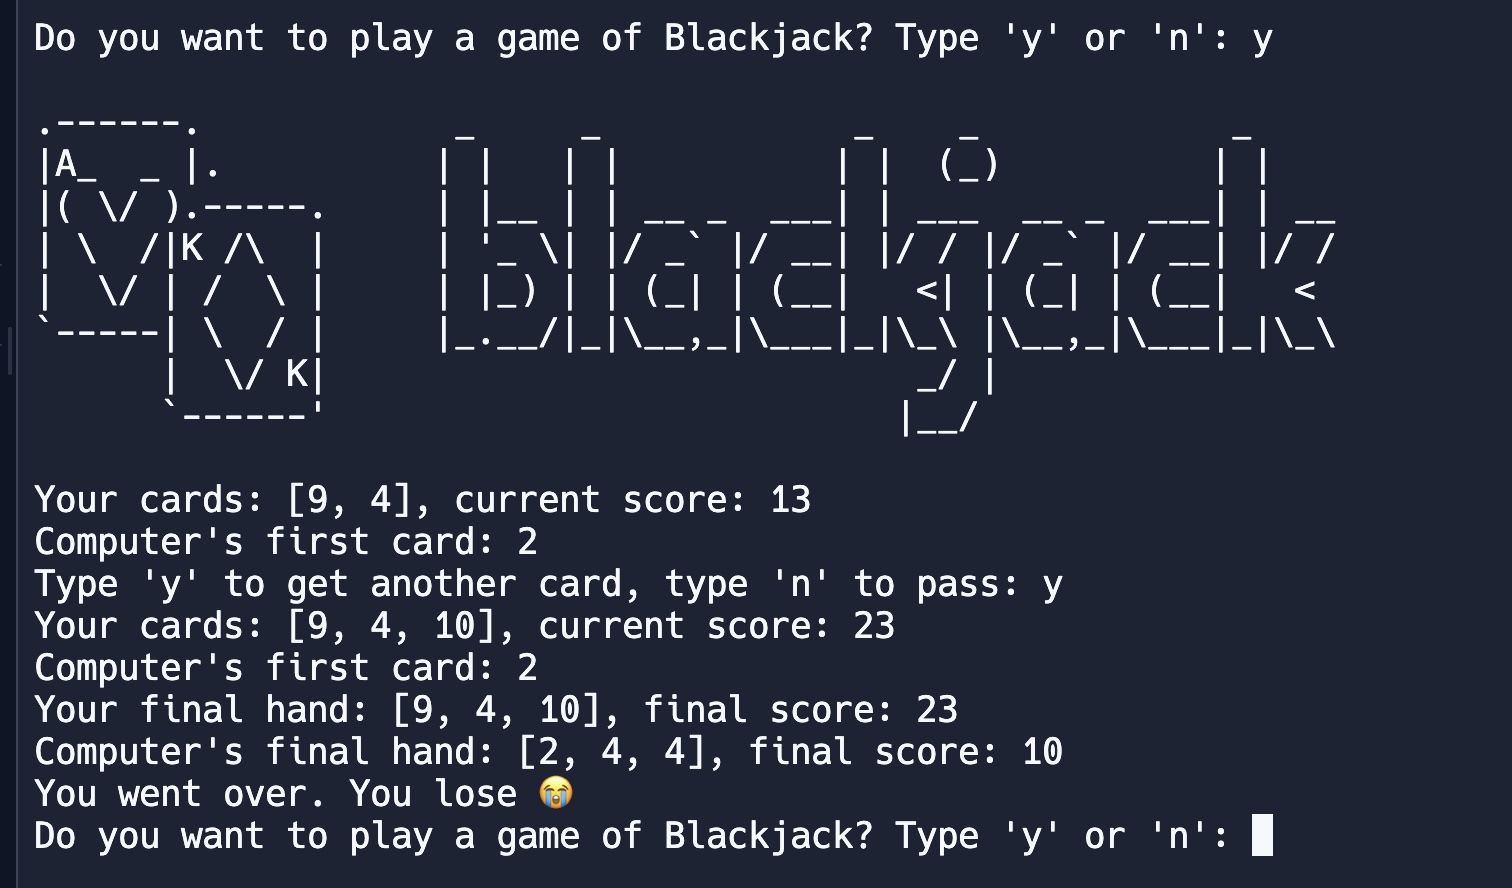 Do you want to play a game of Blackjack? Type 'y' or 'n': y
.------.            _     _            _    _            _
|A_  _ |.          | |   | |          | |  (_)          | |
|( \/ ).-----.     | |__ | | __ _  ___| | ___  __ _  ___| | __
| \  /|K /\  |     | '_ \| |/ _` |/ __| |/ / |/ _` |/ __| |/ /
|  \/ | /  \ |     | |_) | | (_| | (__|   <| | (_| | (__|   <
`-----| \  / |     |_.__/|_|\__,_|\___|_|\_\ |\__,_|\___|_|\_\
      |  \/ K|                            _/ |
      `------'                           |__/
Your cards: [9, 4], current score: 13
Computer's first card: 2
Type 'y' to get another card, type 'n' to pass: y
Your cards: [9, 4, 10], current score: 23
Computer's first card: 2
Your final hand: [9, 4, 10], final score: 23
Computer's final hand: [2, 4, 4], final score: 10
You went over. You lose 😭
Do you want to play a game of Blackjack? Type 'y' or 'n':